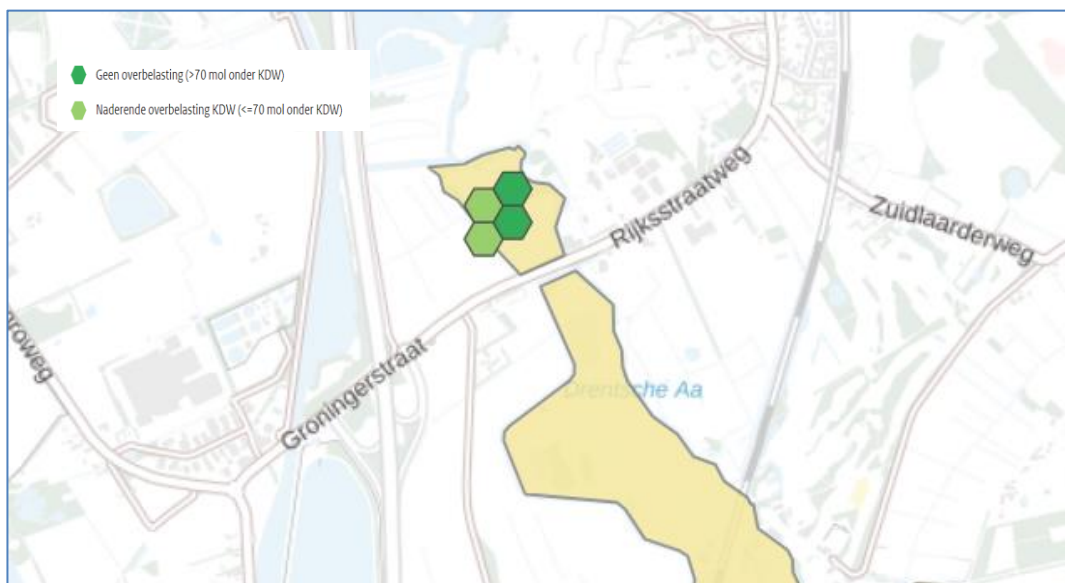 Geen overbelasting (>70 mol onder KDW)
Naderende overbelasting KDW (<=70 mol onder KDW)
Rijksstraatweg
Zuidlaarderweg
Groningerstraat
Drentsche Aa